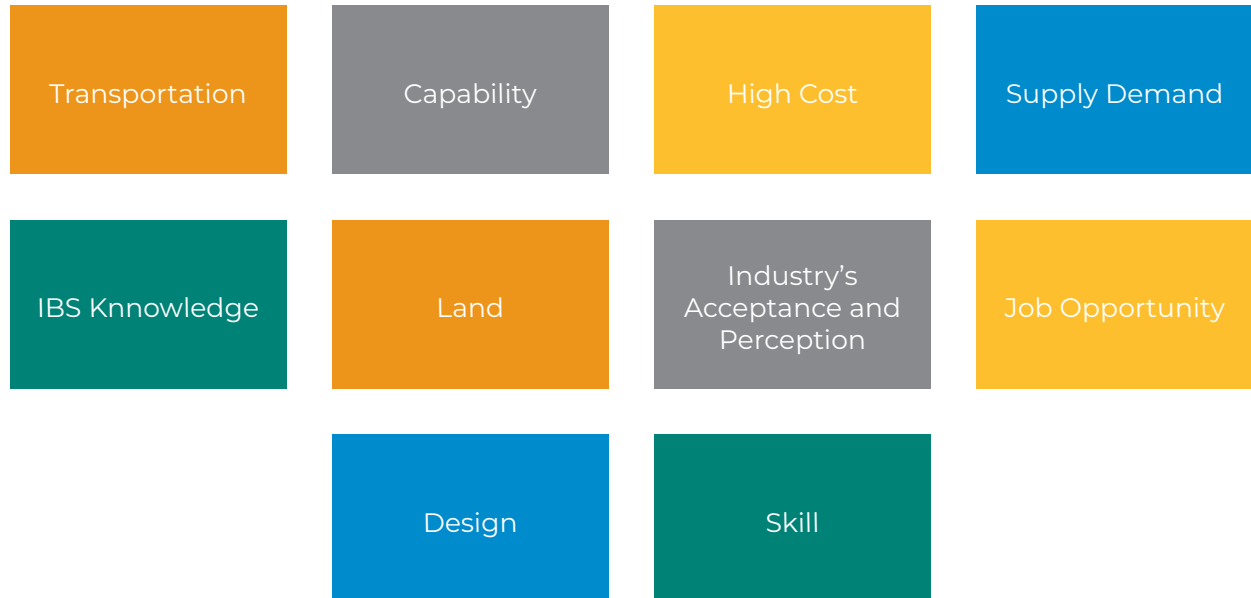 Transportation
Capability
High Cost
Supply Demand
IBS Knnowledge
Land
Industry’s
Acceptance and
Perception
Job Opportunity
Design
Skill